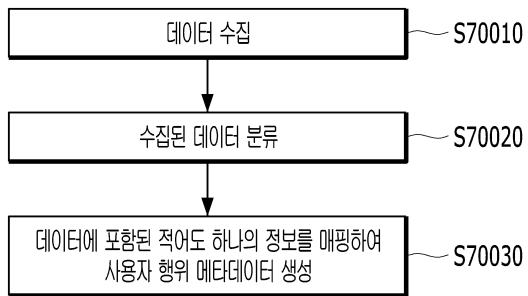 데이터 수집
S70010
수집된 데이터 분류
S70020
데이터에 포함된 적어도 하나의 정보를 매핑하여
사용자 행위 메타데이터 생성
S70030